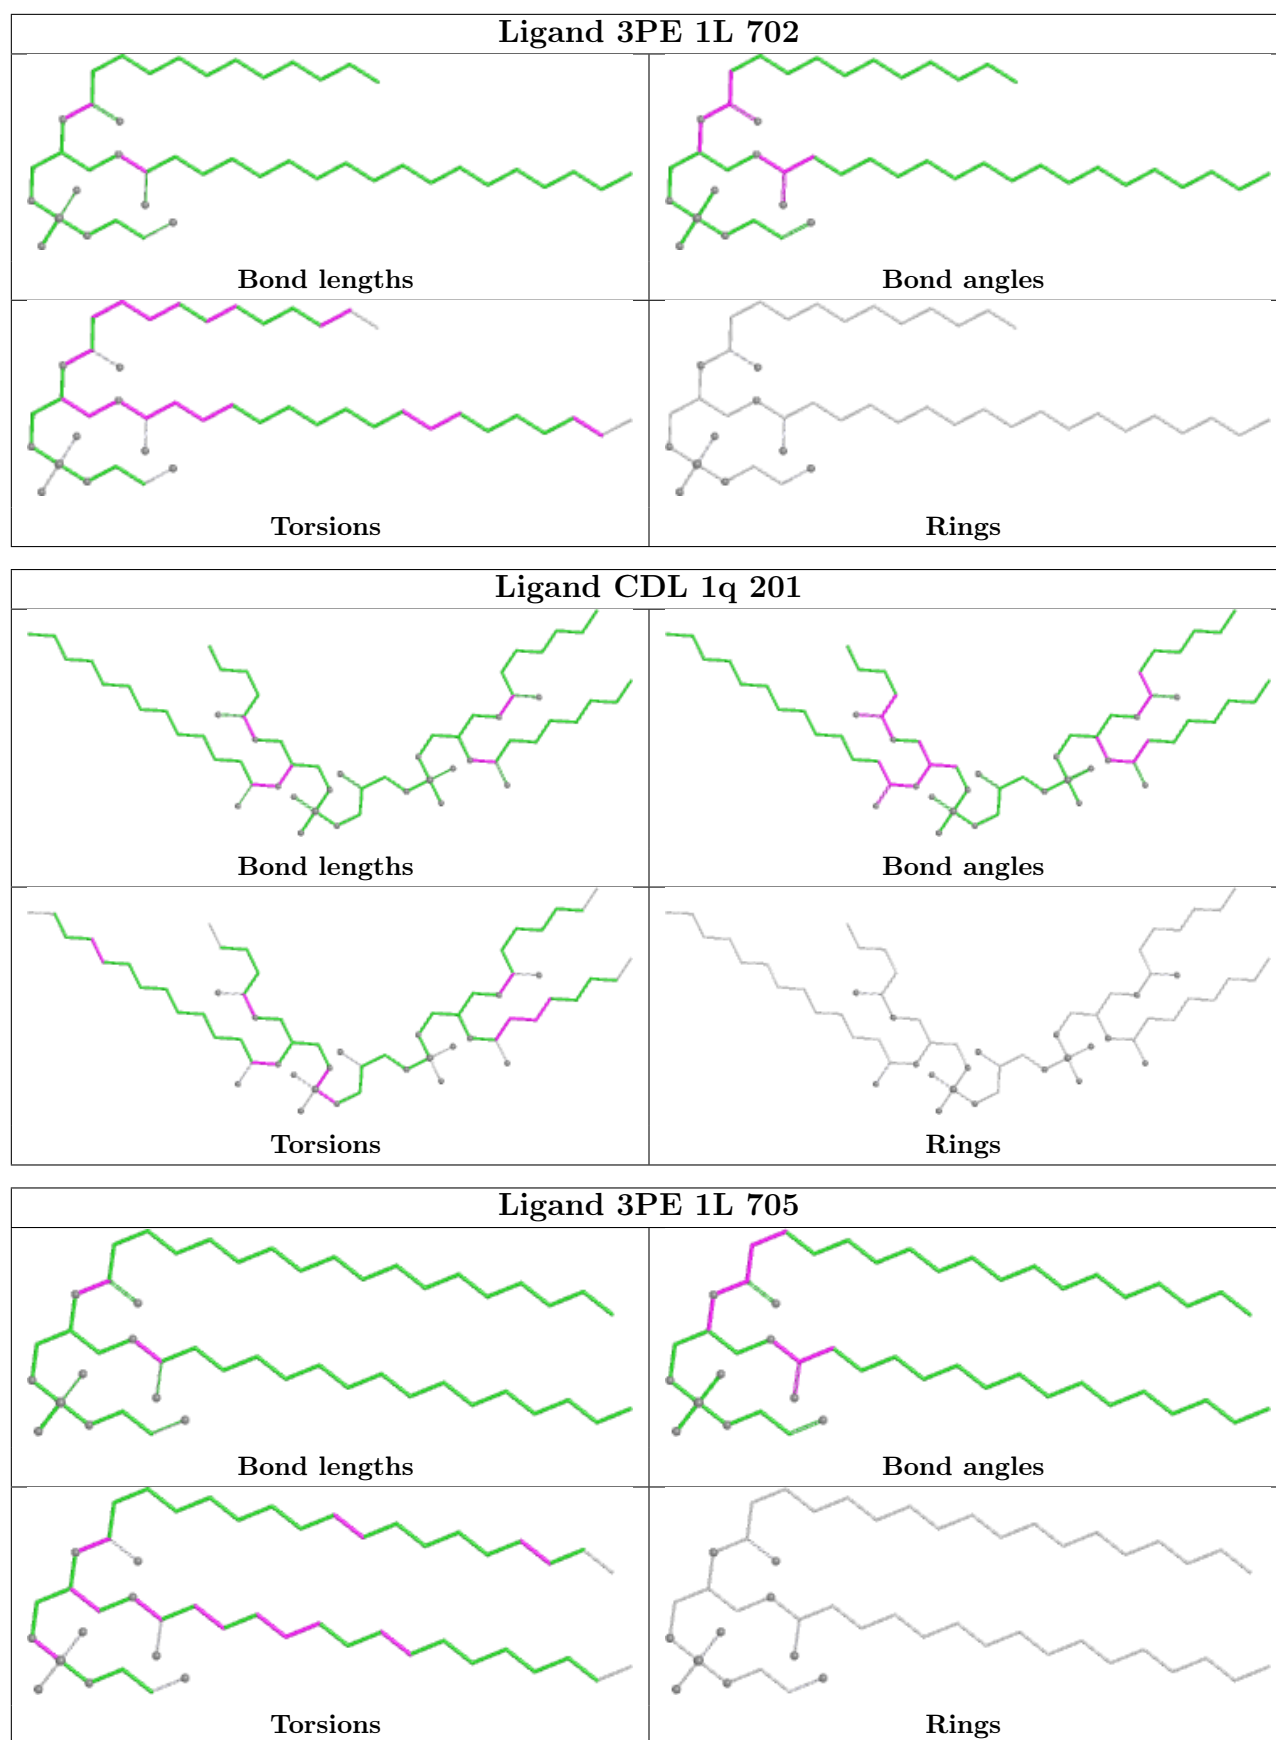 Ligand 3PE 1L 702
Bond lengths
Bond angles
Torsions
Rings
Ligand CDL 1q 201
Bond lengths
Bond angles
Torsions
Rings
Ligand 3PE 1L 705
Bond lengths
Bond angles
Torsions
Rings